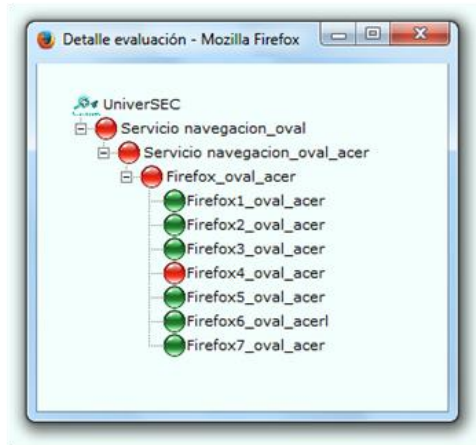 Detalle evaluación - Mozilla Firefox
UniverSEC
Servicio navegacion_oval
Servicio navegacion_oval_acer
Firefox_oval_acer
Firefox1_oval_acer
Firefox2_oval_acer
Firefox3_oval_acer
Firefox4_oval_acer
Firefox5_oval_acer
Firefox6_oval_acerl
Firefox7_oval_acer